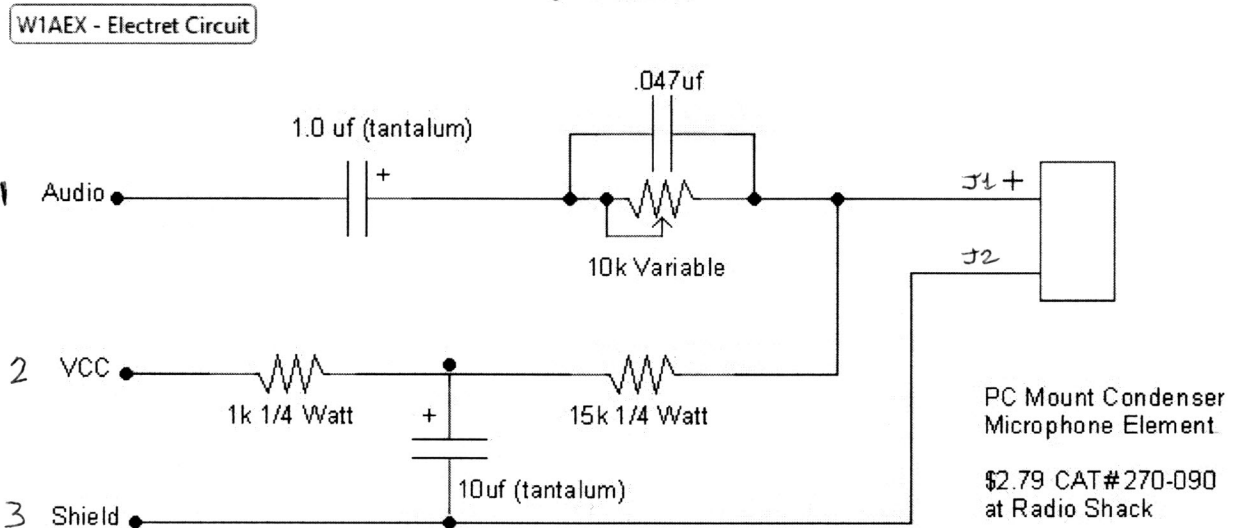 W1AEX - Electret Circuit
.047uf
1.0 uf (tantalum)
+
1 Audio
J1 +
10k Variable
J2
2 VCC
1k 1/4 Watt
+
15k 1/4 Watt
PC Mount Condenser
Microphone Element
10uf (tantalum)
$2.79 CAT#270-090
at Radio Shack
3 Shield